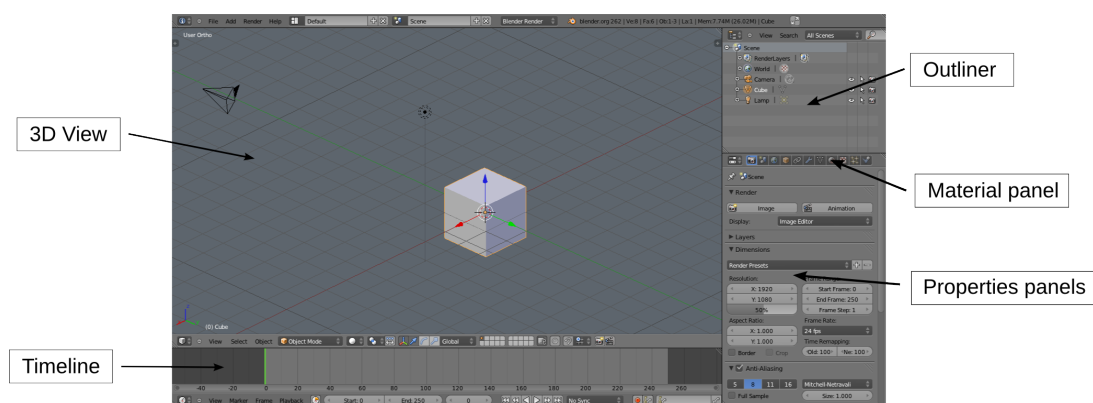 File Add Render Help Default Scene Blender Render blender.org 262 | Ve:8 | Fa:6 | Ob:1-3 | La:1 | Mem:7.74M (26.02M) | Cube
User Ortho
View Search All Scenes
Scene
RenderLayers
World
Camera
Cube
Lamp
Outliner
3D View
Scene
Material panel
Render
Image Animation
Display: Image Editor
Layers
Dimensions
Render Presets
Properties panels
Resolution:
X: 1920 Start Frame: 0
Y: 1080 End Frame: 250
50% Frame Step: 1
Aspect Ratio: Frame Rate:
X: 1.000 24 fps
Y: 1.000 Time Remapping:
Border Crop Old: 100 Ne: 100
(0) Cube
View Select Object Object Mode Global
Timeline
Anti-Aliasing
5 8 11 16 Mitchell-Netravali
Full Sample Size: 1.000
-40 -20 0 20 40 60 80 100 120 140 160 180 200 220 240 260
View Marker Frame Playback Start: 0 End: 250 0 No Sync